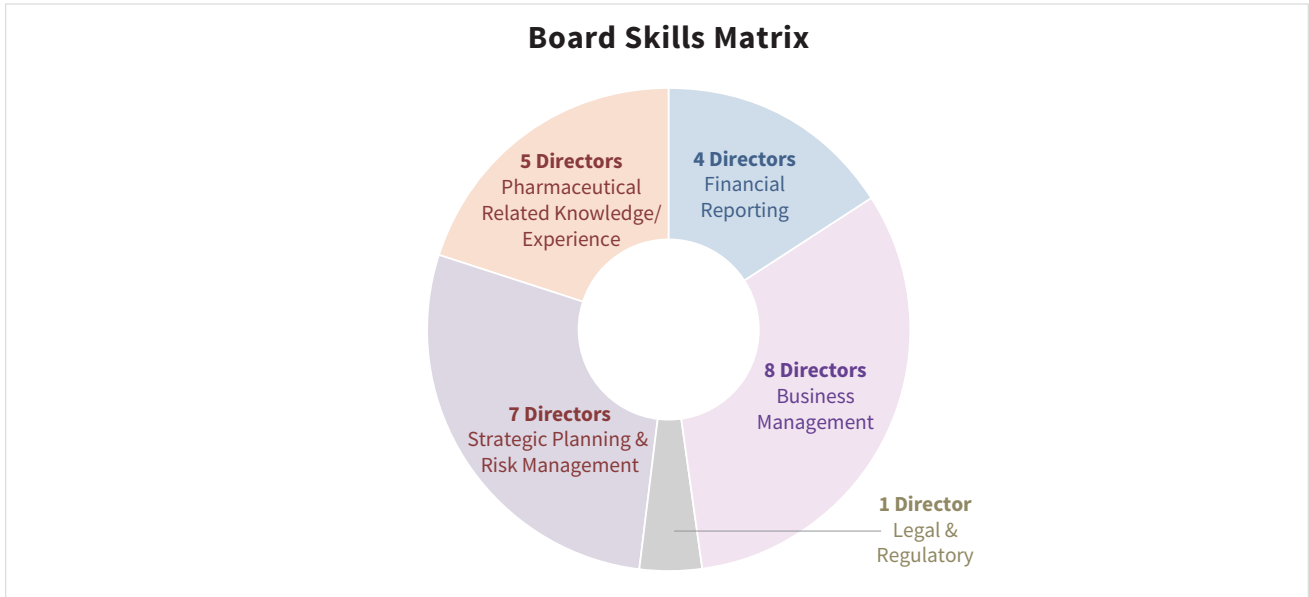 Board Skills Matrix
5 Directors
Pharmaceutical
Related Knowledge/
Experience
4 Directors
Financial
Reporting
8 Directors
Business
Management
7 Directors
Strategic Planning &
Risk Management
1 Director
Legal &
Regulatory